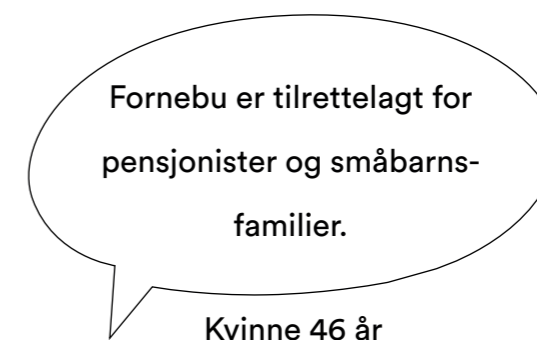 Fornebu er tilrettelagt for
pensjonister og småbarns-
familier.
Kvinne 46 år